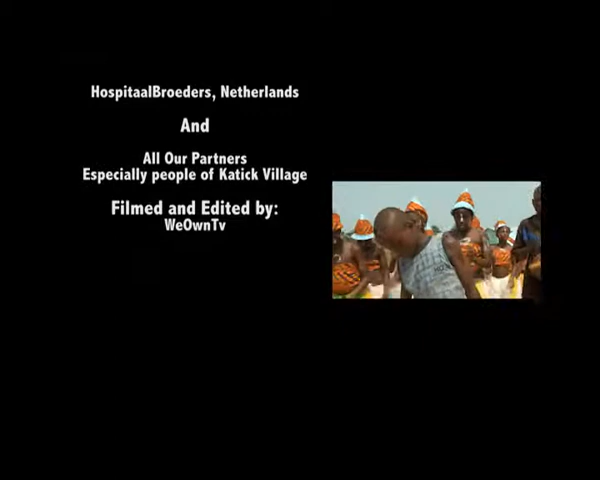 HospitaalBroeders, Netherlands
And
All Our Partners
Especially people of Katick Village
Filmed and Edited by:
WeOwnTv